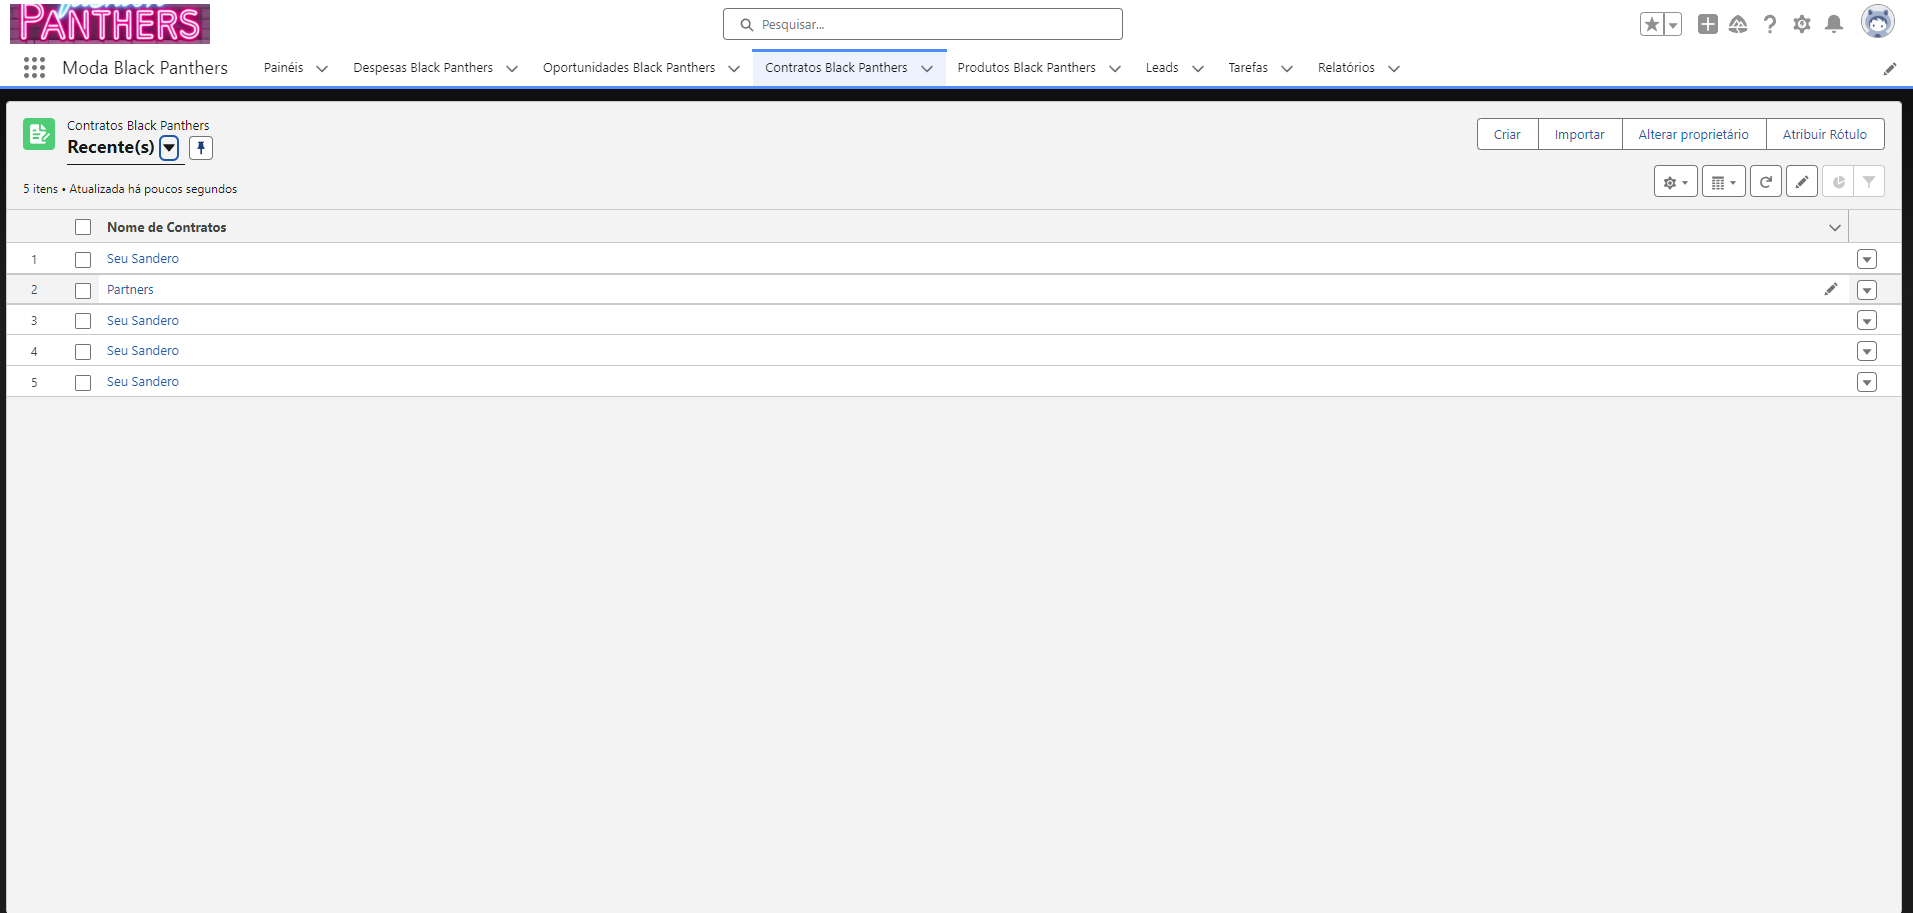 fashion
PANTHERS
Pesquisar...
Moda Black Panthers
Painéis
Despesas Black Panthers
Oportunidades Black Panthers
Contratos Black Panthers
Produtos Black Panthers
Leads
Tarefas
Relatórios
Contratos Black Panthers
Recente(s)
Criar
Importar
Alterar proprietário
Atribuir Rótulo
5 itens • Atualizada há poucos segundos
Nome de Contratos
1 Seu Sandero
2 Partners
3 Seu Sandero
4 Seu Sandero
5 Seu Sandero